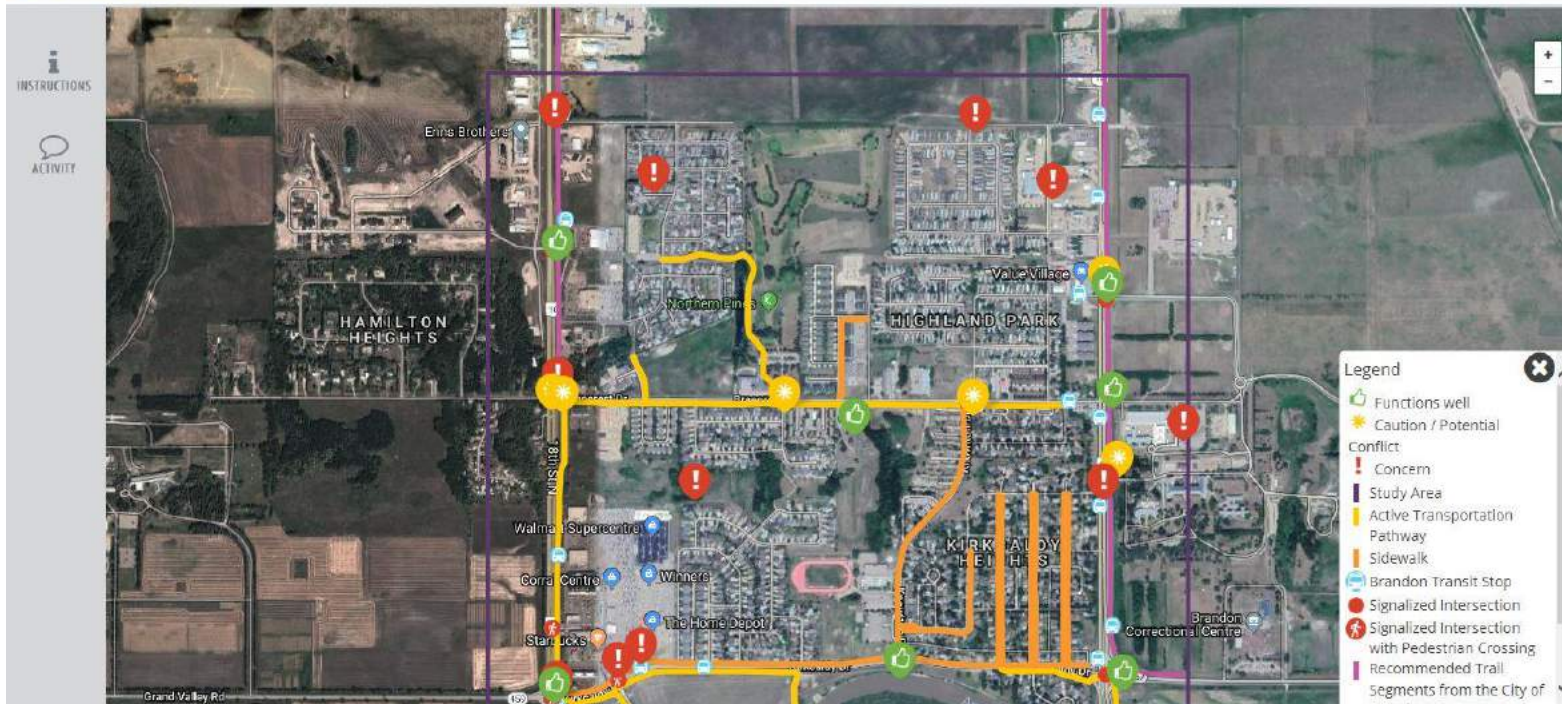 INSTRUCTIONS
ACTIVITY
+
−
Erins Brothers
Value Village
Northern Pines
HAMILTON
HEIGHTS
HIGHLAND PARK
18th St N
Walmart Supercentre
KIRKCALDY
HEIGHTS
Corral Centre
Winners
Starbucks
The Home Depot
Brandon
Correctional Centre
Grand Valley Rd
459
Legend
Functions well
Caution / Potential
Conflict
Concern
Study Area
Active Transportation
Pathway
Sidewalk
Brandon Transit Stop
Signalized Intersection
Signalized Intersection
with Pedestrian Crossing
Recommended Trail
Segments from the City of